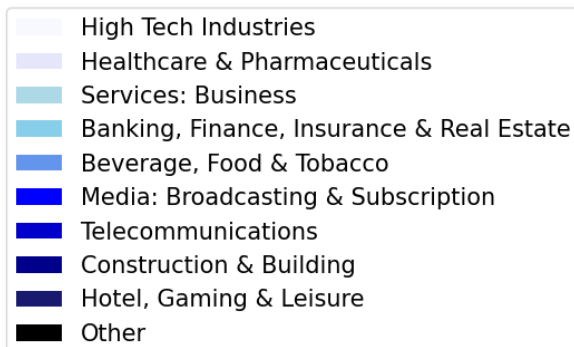 High Tech Industries
Healthcare & Pharmaceuticals
Services: Business
Banking, Finance, Insurance & Real Estate
Beverage, Food & Tobacco
Media: Broadcasting & Subscription
Telecommunications
Construction & Building
Hotel, Gaming & Leisure
Other